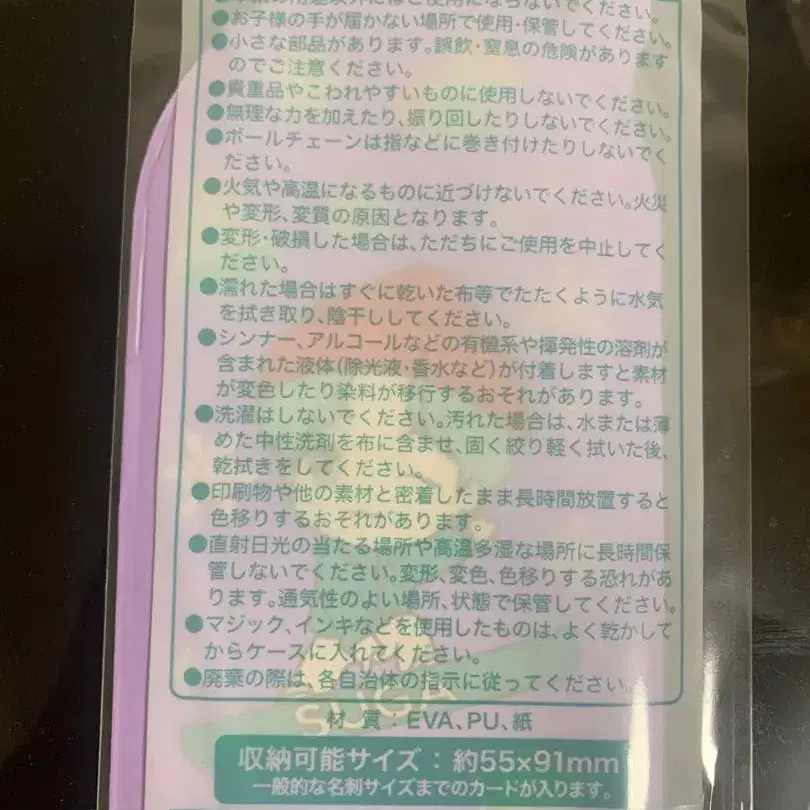 ●本来の用途以外にはご使用にならないでください。
●お子様の手が届かない場所で使用・保管してください。
●小さな部品があります。誤飲・窒息の危険があります
のでご注意ください。
●貴重品やこわれやすいものに使用しないでください。
●無理な力を加えたり、振り回したりしないでください。
●ボールチェーンは指などに巻き付けたりしないでく
ださい。
●火気や高温になるものに近づけないでください。火災
や変形、変質の原因となります。
●変形・破損した場合は、ただちにご使用を中止してく
ださい。
●濡れた場合はすぐに乾いた布等でたたくように水気
を拭き取り、陰干ししてください。
●シンナー、アルコールなどの有機系や揮発性の溶剤が
含まれた液体(除光液・香水など)が付着しますと素材
が変色したり染料が移行するおそれがあります。
●洗濯はしないでください。汚れた場合は、水または薄
めた中性洗剤を布に含ませ、固く絞り軽く拭いた後、
乾拭きをしてください。
●印刷物や他の素材と密着したまま長時間放置すると
色移りするおそれがあります。
●直射日光の当たる場所や高温多湿な場所に長時間保
管しないでください。変形、変色、色移りする恐れがあ
ります。通気性のよい場所、状態で保管してください。
●マジック、インキなどを使用したものは、よく乾かして
からケースに入れてください。
●廃棄の際は、各自治体の指示に従ってください。
SUGA
材 質：EVA、PU、紙
収納可能サイズ：約55×91mm
一般的な名刺サイズまでのカードが入ります。